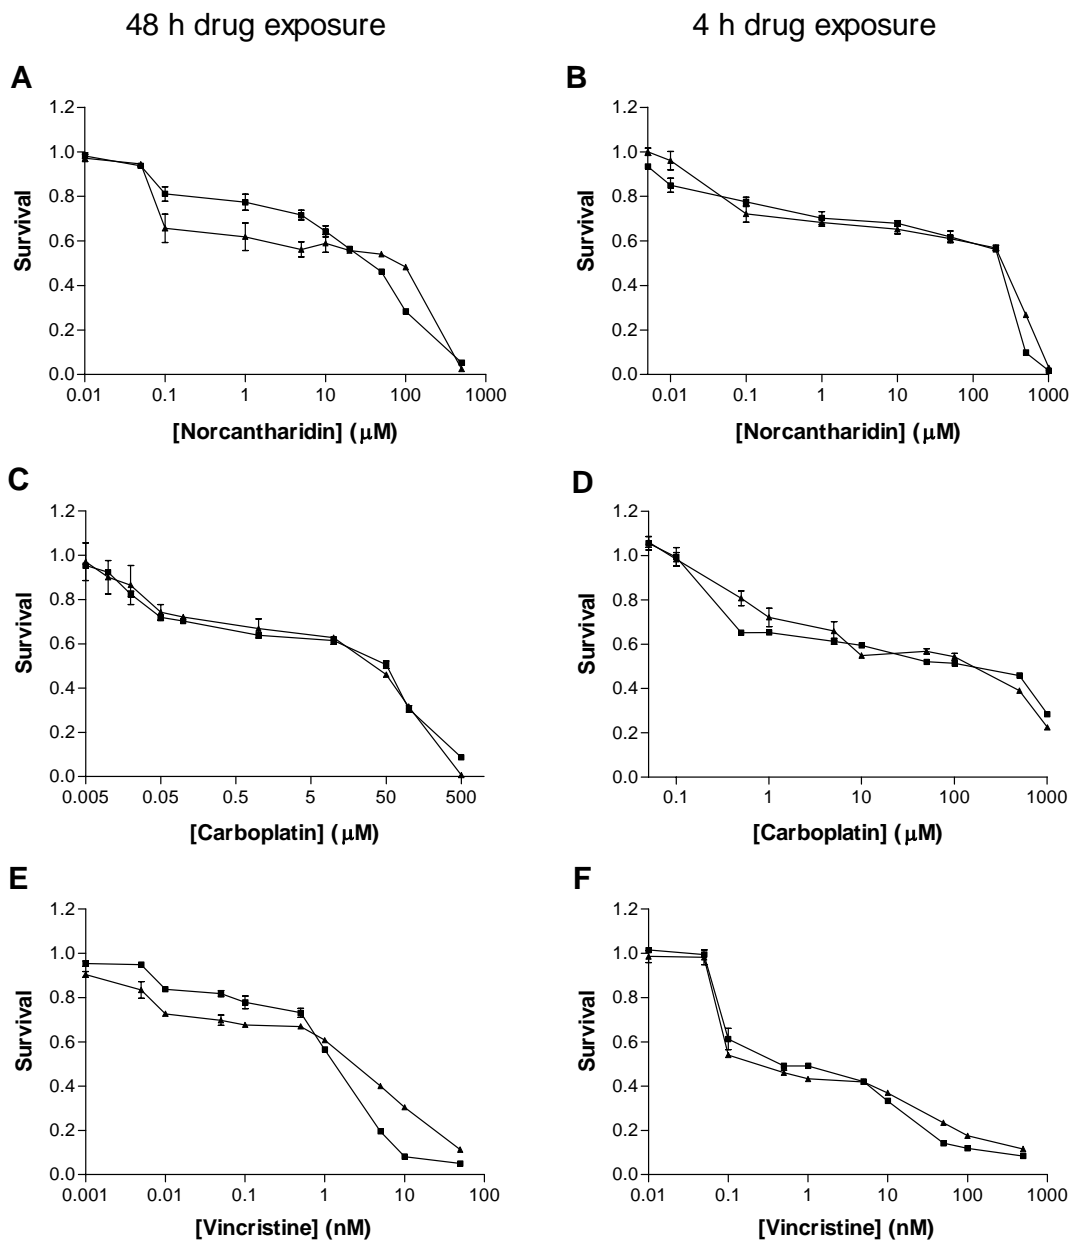 48 h drug exposure
4 h drug exposure
A
1.2
1.0
0.8
0.6
0.4
0.2
0.0
Survival
0.01 0.1 1 10 100 1000
[Norcantharidin] (μM)
B
1.2
1.0
0.8
0.6
0.4
0.2
0.0
Survival
0.01 0.1 1 10 100 1000
[Norcantharidin] (μM)
C
1.2
1.0
0.8
0.6
0.4
0.2
0.0
Survival
0.005 0.05 0.5 5 50 500
[Carboplatin] (μM)
D
1.2
1.0
0.8
0.6
0.4
0.2
0.0
Survival
0.1 1 10 100 1000
[Carboplatin] (μM)
E
1.2
1.0
0.8
0.6
0.4
0.2
0.0
Survival
0.001 0.01 0.1 1 10 100
[Vincristine] (nM)
F
1.2
1.0
0.8
0.6
0.4
0.2
0.0
Survival
0.01 0.1 1 10 100 1000
[Vincristine] (nM)